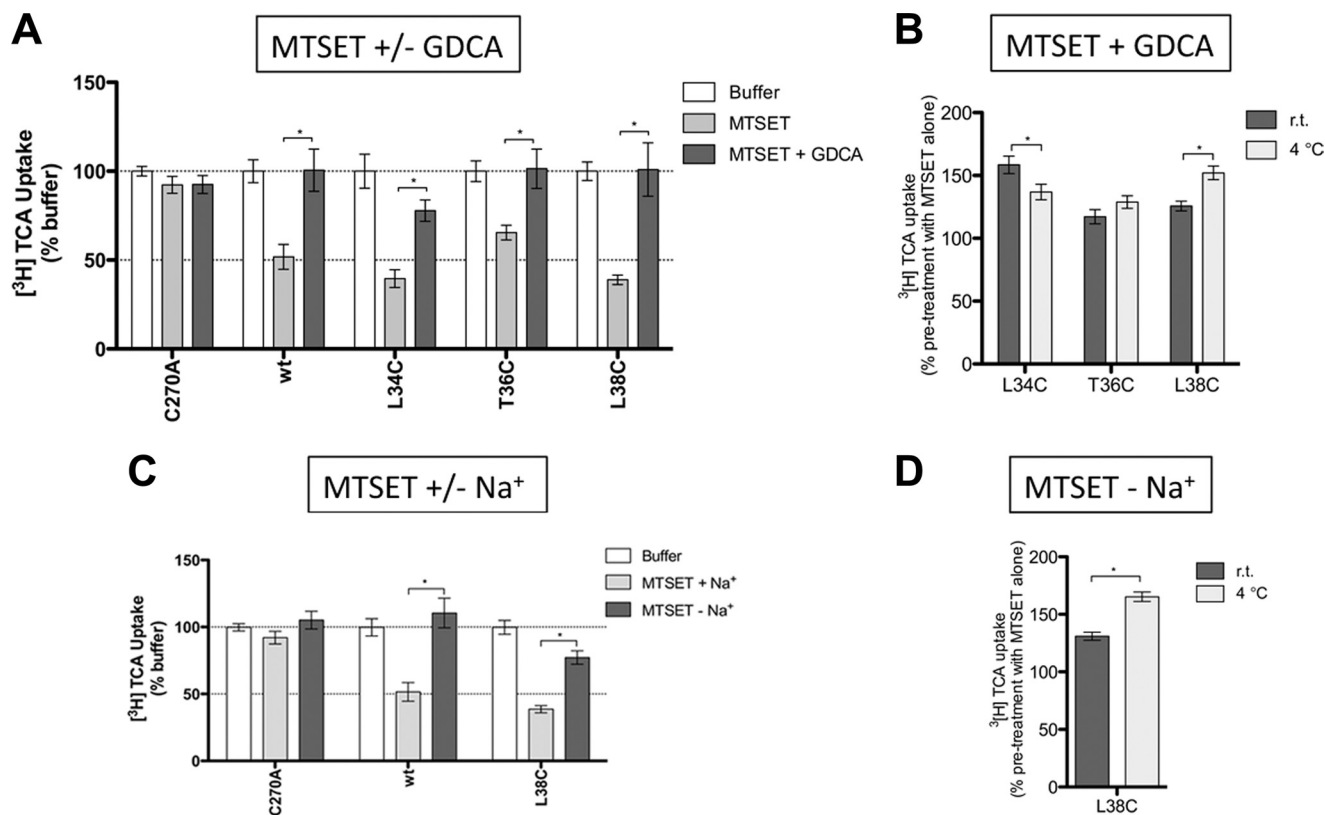 A
MTSET +/- GDCA
[³H] TCA Uptake
(% buffer)
150
100
50
0
C270A
wt
L34C
T36C
L38C
*
*
*
*
Buffer
MTSET
MTSET + GDCA
B
MTSET + GDCA
³[H] TCA uptake
(% pre-treatment with MTSET alone)
200
150
100
50
0
L34C
T36C
L38C
*
*
r.t.
4 °C
C
MTSET +/- Na⁺
[³H] TCA Uptake
(% buffer)
150
100
50
0
C270A
wt
L38C
*
*
Buffer
MTSET + Na⁺
MTSET - Na⁺
D
MTSET - Na⁺
³[H] TCA uptake
(% pre-treatment with MTSET alone)
200
150
100
50
0
L38C
*
r.t.
4 °C